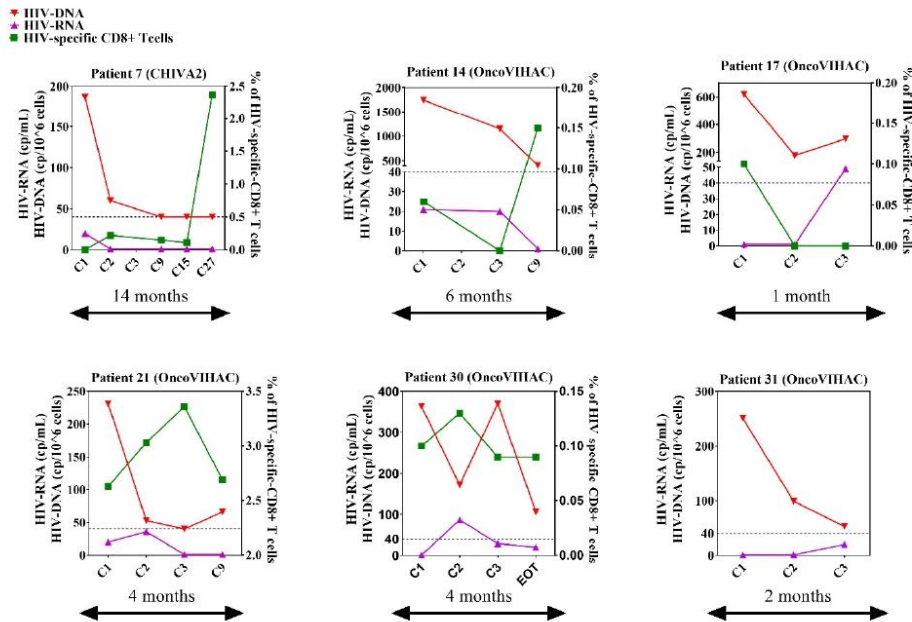 HIV-DNA
HIV-RNA
HIV-specific CD8+ Tcells
Patient 7 (CHIVA2)
HIV-RNA (cp/mL)
HIV-DNA (cp/10^6 cells)
200
150
100
50
0
2.5
2.0
1.5
1.0
0.5
0.0
% of HIV-specific-CD8+ T cells
C1
C2
C3
C9
C15
C27
14 months
Patient 14 (OncoVIHAC)
HIV-RNA (cp/mL)
HIV-DNA (cp/10^6 cells)
2000
1500
1000
500
40
30
20
10
0
0.20
0.15
0.10
0.05
0.00
% of HIV-specific-CD8+ T cells
C1
C2
C3
C9
6 months
Patient 17 (OncoVIHAC)
HIV-RNA (cp/mL)
HIV-DNA (cp/10^6 cells)
600
400
200
50
40
30
20
10
0
0.20
0.15
0.10
0.05
0.00
% of HIV-specific-CD8+ T cells
C1
C2
C3
1 month
Patient 21 (OncoVIHAC)
HIV-RNA (cp/mL)
HIV-DNA (cp/10^6 cells)
250
200
150
100
50
0
3.5
3.0
2.5
2.0
% of HIV-specific-CD8+ T cells
C1
C2
C3
C9
4 months
Patient 30 (OncoVIHAC)
HIV-RNA (cp/mL)
HIV-DNA (cp/10^6 cells)
400
300
200
100
40
0
0.15
0.10
0.05
0.00
% of HIV specific CD8+ T cells
C1
C2
C3
EOT
4 months
Patient 31 (OncoVIHAC)
HIV-RNA (cp/mL)
HIV-DNA (cp/10^6 cells)
300
200
100
40
0
C1
C2
C3
2 months